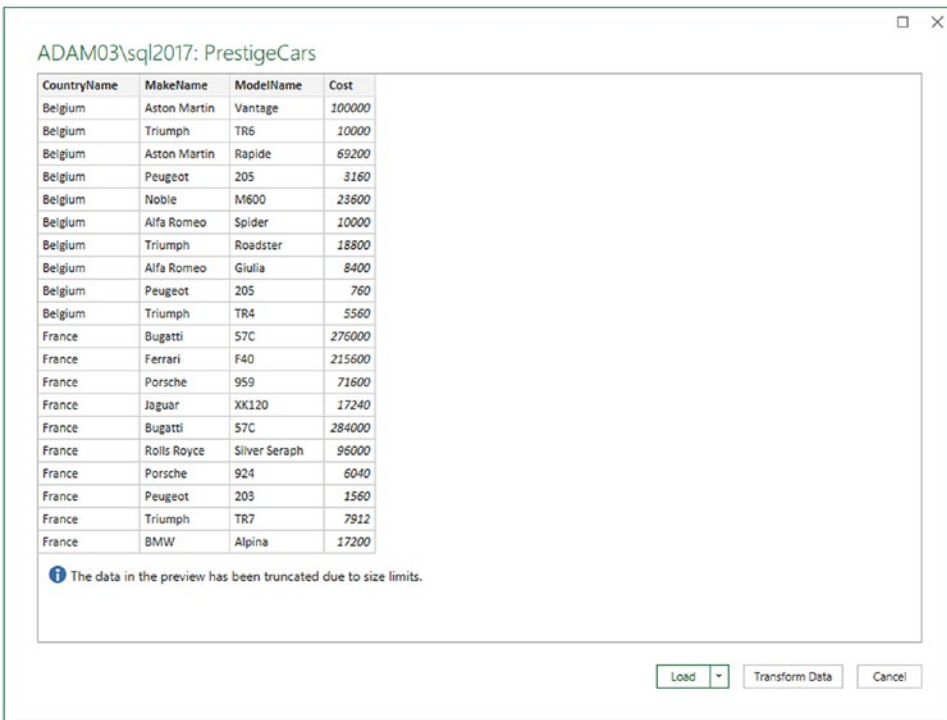 ADAM03\sql2017: PrestigeCars
CountryName MakeName ModelName Cost
Belgium Aston Martin Vantage 100000
Belgium Triumph TR6 10000
Belgium Aston Martin Rapide 69200
Belgium Peugeot 205 3160
Belgium Noble M600 23600
Belgium Alfa Romeo Spider 10000
Belgium Triumph Roadster 18800
Belgium Alfa Romeo Giulia 8400
Belgium Peugeot 205 760
Belgium Triumph TR4 5560
France Bugatti 57C 276000
France Ferrari F40 215600
France Porsche 959 71600
France Jaguar XK120 17240
France Bugatti 57C 284000
France Rolls Royce Silver Seraph 96000
France Porsche 924 6040
France Peugeot 203 1560
France Triumph TR7 7912
France BMW Alpina 17200
The data in the preview has been truncated due to size limits.
Load Transform Data Cancel